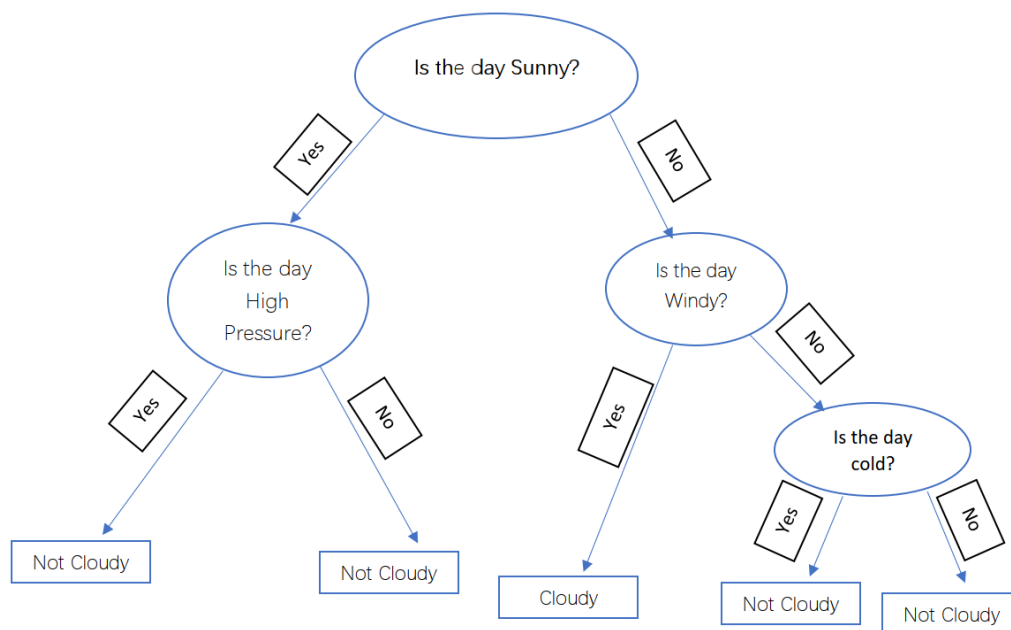 Is the day Sunny?
Yes
No
Is the day
High
Pressure?
Is the day
Windy?
Yes
No
Yes
No
Is the day
cold?
Yes
No
Not Cloudy
Not Cloudy
Cloudy
Not Cloudy
Not Cloudy